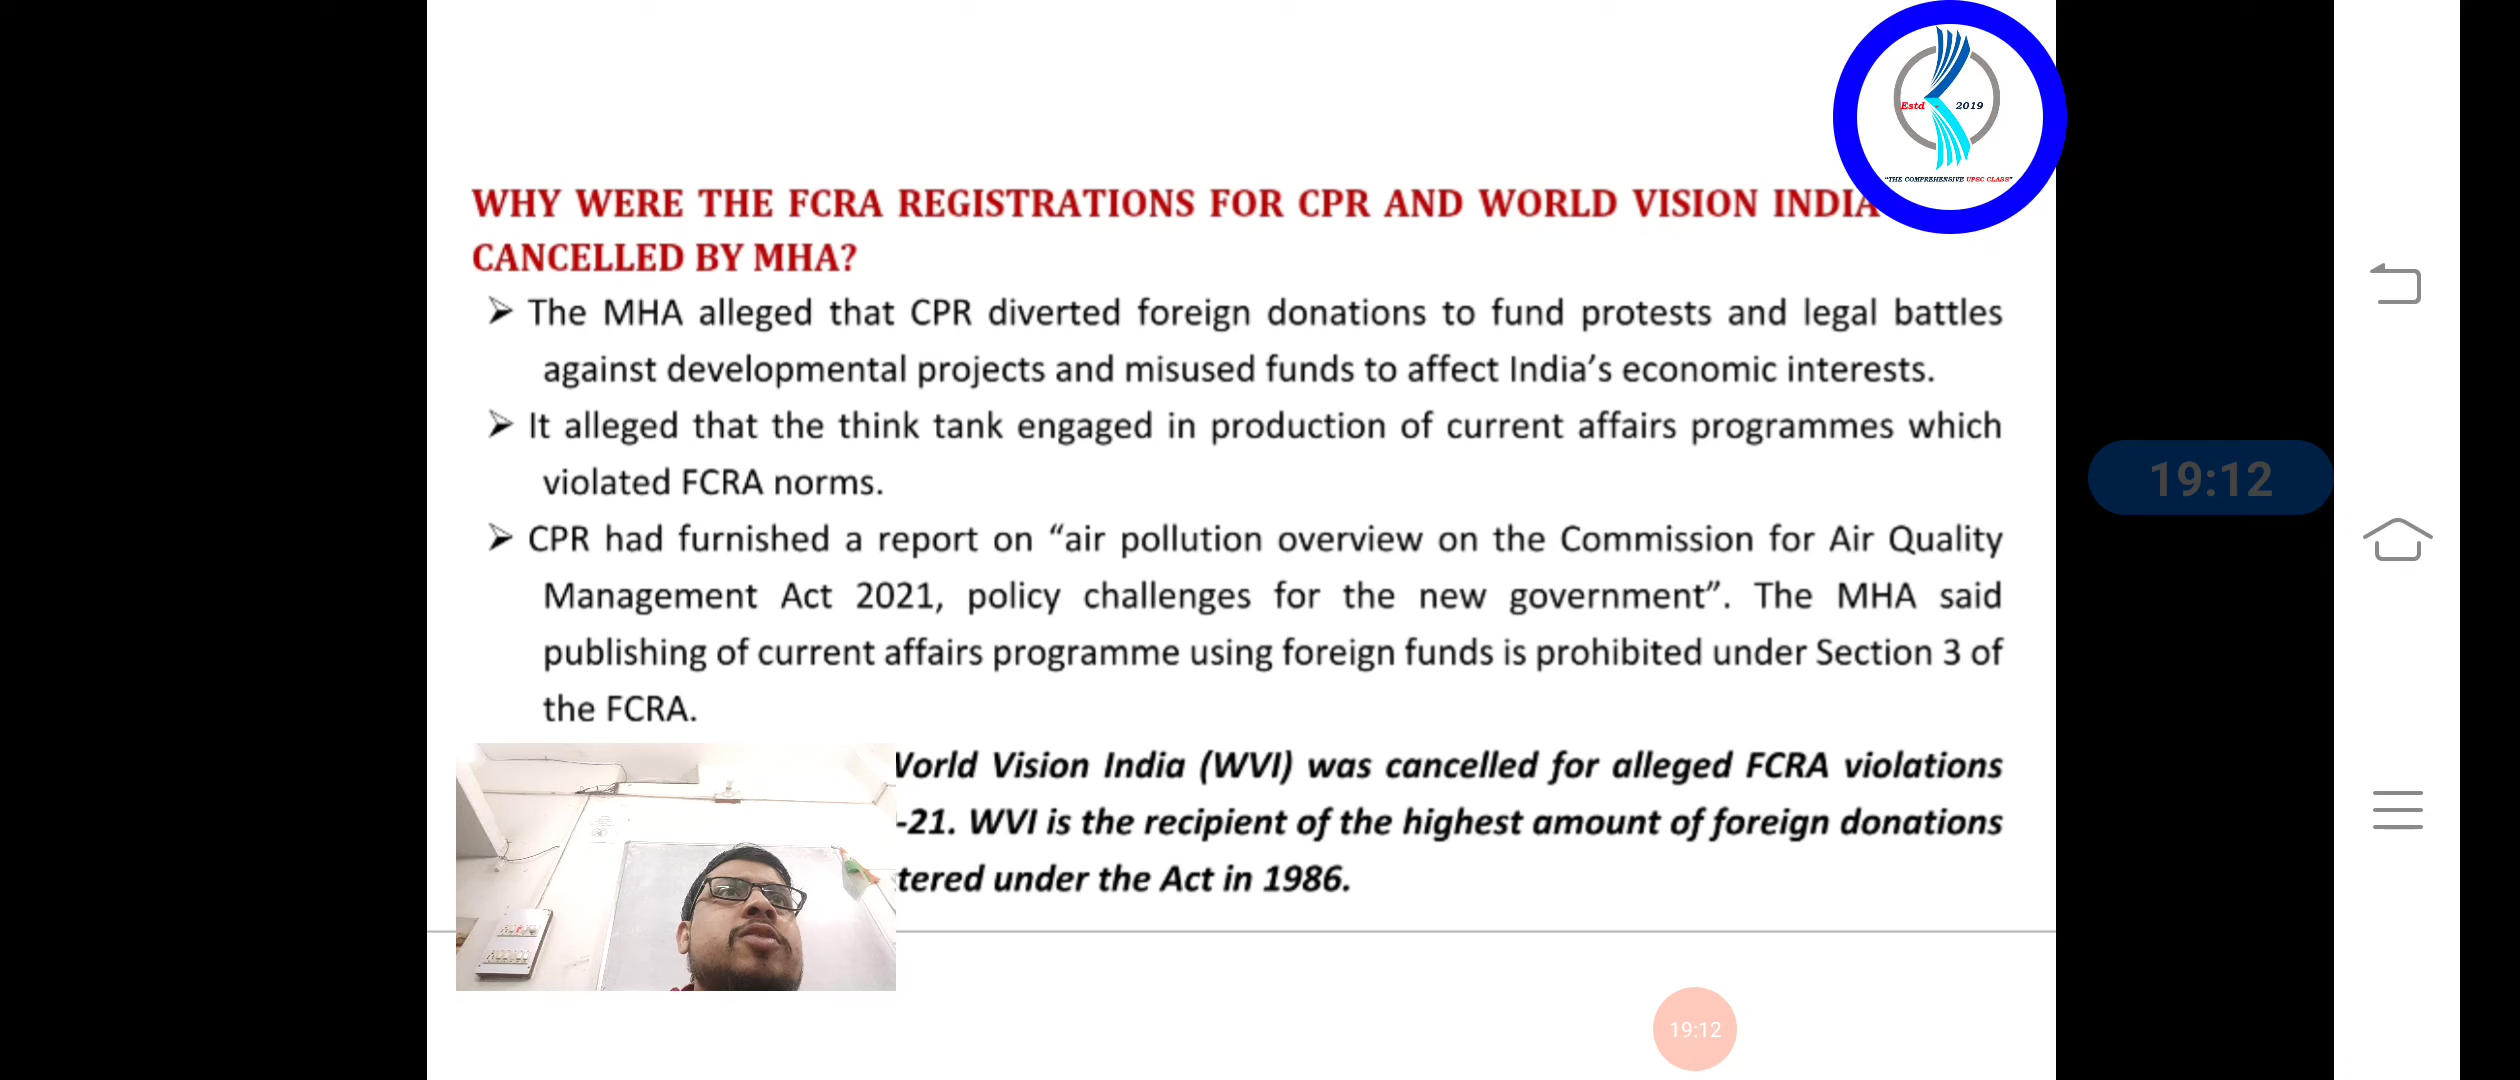 Estd
2019
"THE COMPREHENSIVE UPSC CLASS"
WHY WERE THE FCRA REGISTRATIONS FOR CPR AND WORLD VISION INDIA
CANCELLED BY MHA?
➢ The MHA alleged that CPR diverted foreign donations to fund protests and legal battles
against developmental projects and misused funds to affect India’s economic interests.
➢ It alleged that the think tank engaged in production of current affairs programmes which
violated FCRA norms.
➢ CPR had furnished a report on “air pollution overview on the Commission for Air Quality
Management Act 2021, policy challenges for the new government”. The MHA said
publishing of current affairs programme using foreign funds is prohibited under Section 3 of
the FCRA.
World Vision India (WVI) was cancelled for alleged FCRA violations
-21. WVI is the recipient of the highest amount of foreign donations
tered under the Act in 1986.
19:12
19:12